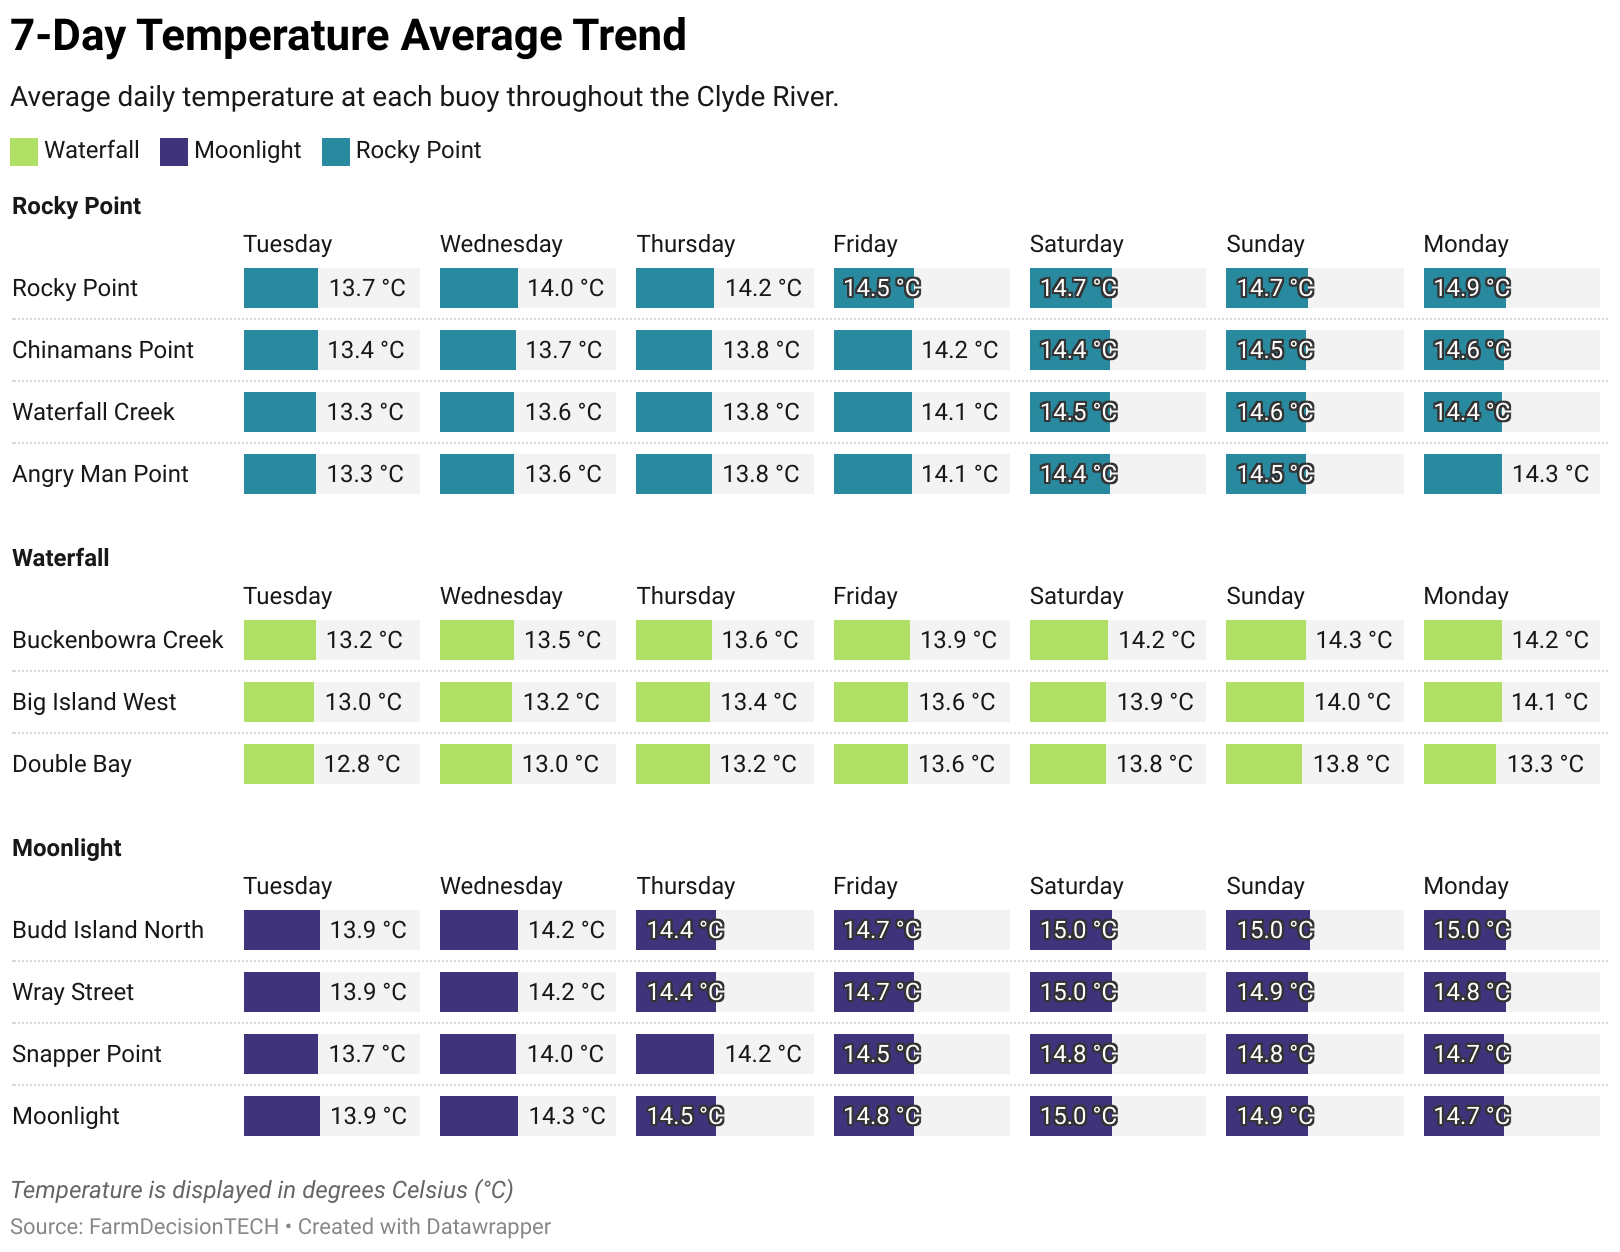 7-Day Temperature Average Trend
Average daily temperature at each buoy throughout the Clyde River.
Waterfall Moonlight Rocky Point
Rocky Point
Tuesday Wednesday Thursday Friday Saturday Sunday Monday
Rocky Point 13.7 °C 14.0 °C 14.2 °C 14.5 °C 14.7 °C 14.7 °C 14.9 °C
Chinamans Point 13.4 °C 13.7 °C 13.8 °C 14.2 °C 14.4 °C 14.5 °C 14.6 °C
Waterfall Creek 13.3 °C 13.6 °C 13.8 °C 14.1 °C 14.5 °C 14.6 °C 14.4 °C
Angry Man Point 13.3 °C 13.6 °C 13.8 °C 14.1 °C 14.4 °C 14.5 °C 14.3 °C
Waterfall
Tuesday Wednesday Thursday Friday Saturday Sunday Monday
Buckenbowra Creek 13.2 °C 13.5 °C 13.6 °C 13.9 °C 14.2 °C 14.3 °C 14.2 °C
Big Island West 13.0 °C 13.2 °C 13.4 °C 13.6 °C 13.9 °C 14.0 °C 14.1 °C
Double Bay 12.8 °C 13.0 °C 13.2 °C 13.6 °C 13.8 °C 13.8 °C 13.3 °C
Moonlight
Tuesday Wednesday Thursday Friday Saturday Sunday Monday
Budd Island North 13.9 °C 14.2 °C 14.4 °C 14.7 °C 15.0 °C 15.0 °C 15.0 °C
Wray Street 13.9 °C 14.2 °C 14.4 °C 14.7 °C 15.0 °C 14.9 °C 14.8 °C
Snapper Point 13.7 °C 14.0 °C 14.2 °C 14.5 °C 14.8 °C 14.8 °C 14.7 °C
Moonlight 13.9 °C 14.3 °C 14.5 °C 14.8 °C 15.0 °C 14.9 °C 14.7 °C
Temperature is displayed in degrees Celsius (°C)
Source: FarmDecisionTECH • Created with Datawrapper